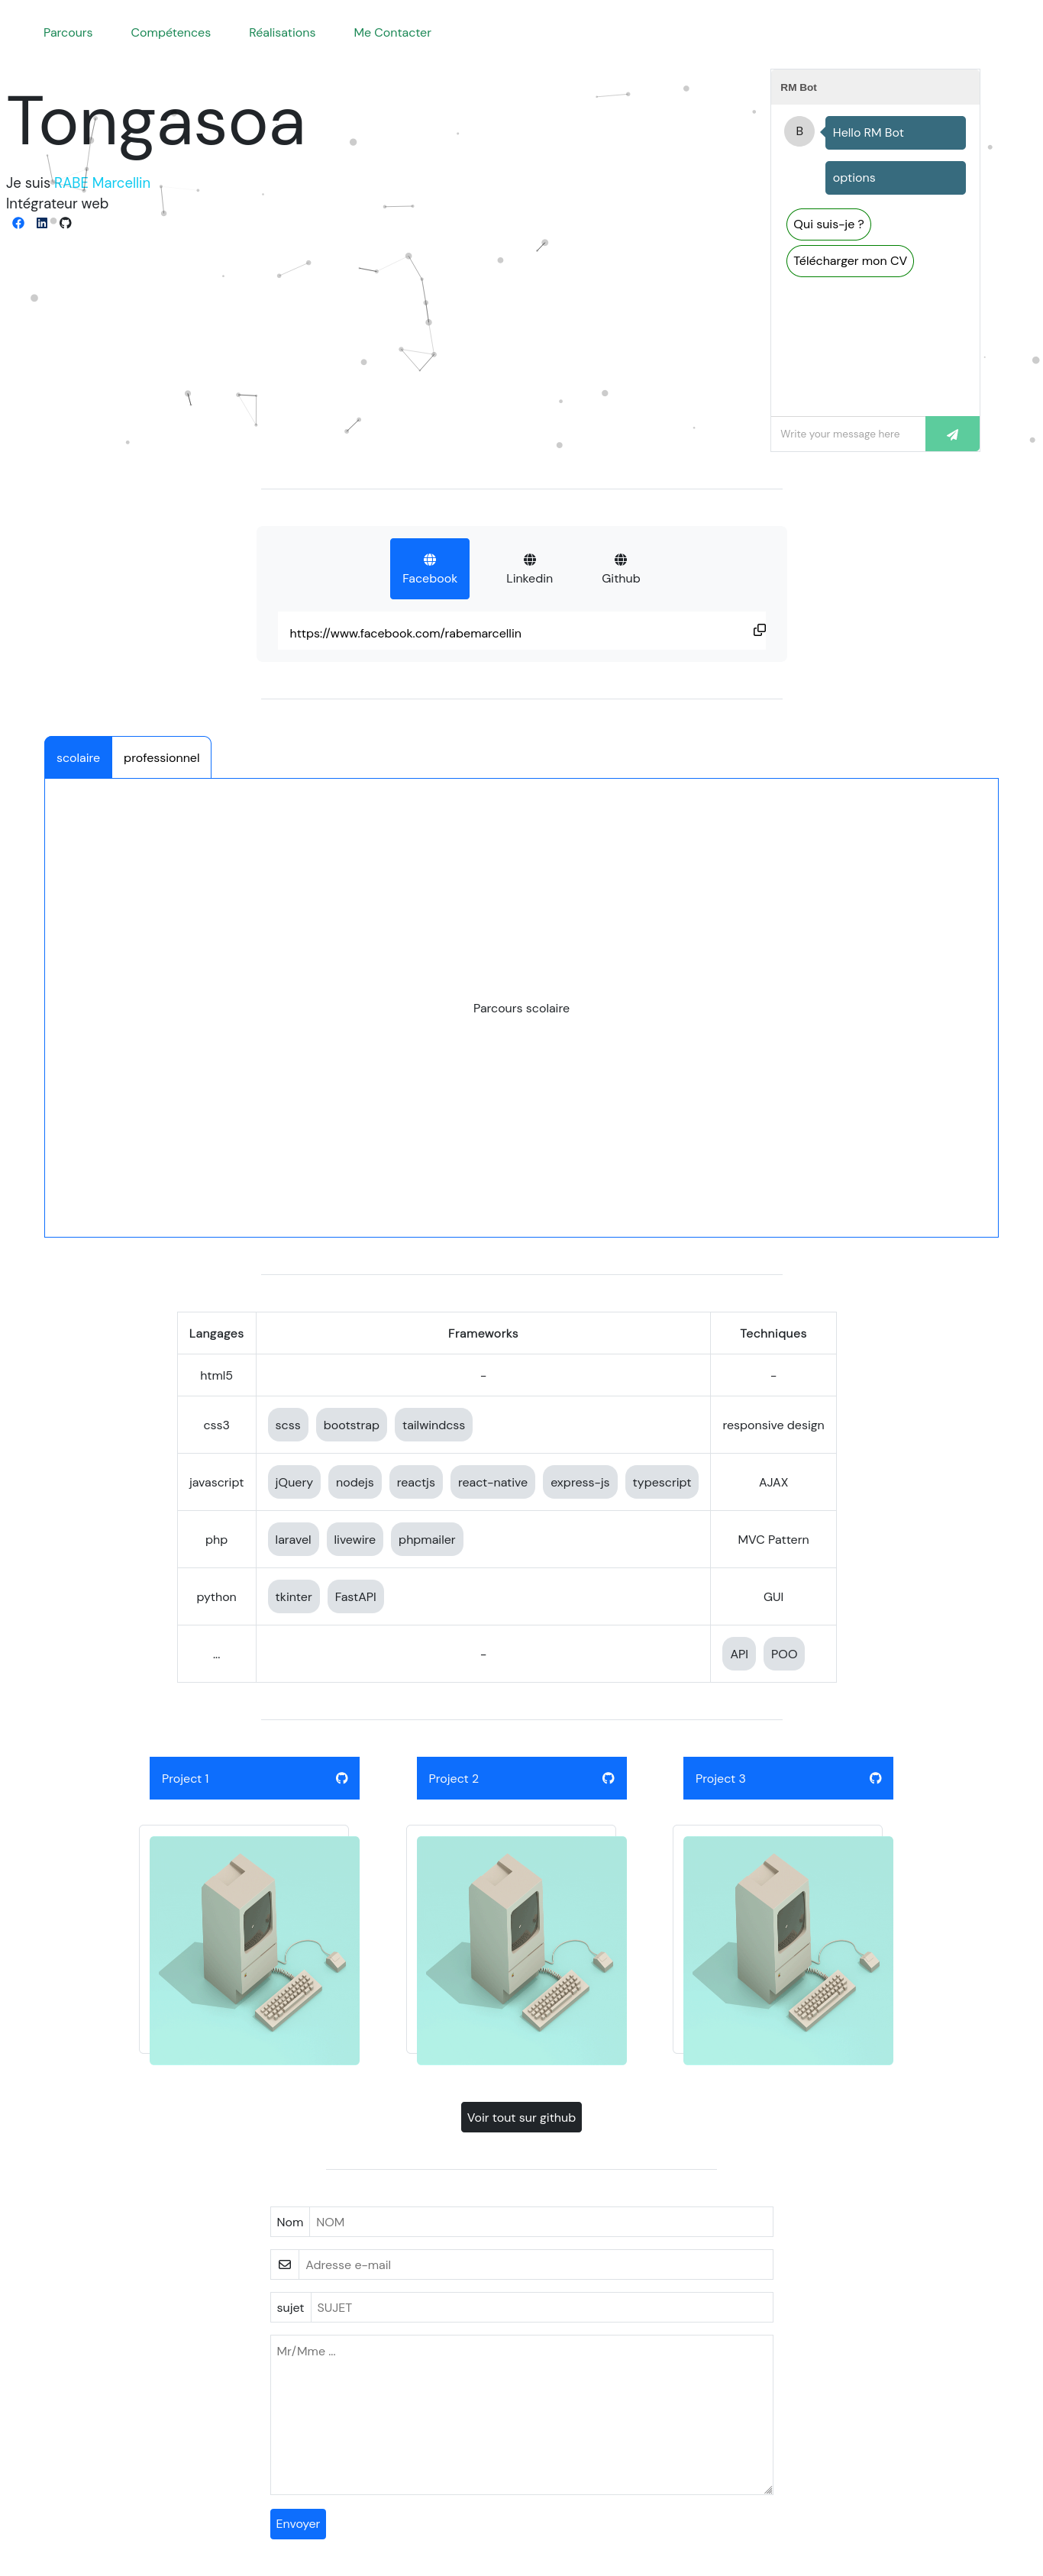 Parcours Compétences Réalisations Me Contacter
Tongasoa
Je suis RABE Marcellin
Intégrateur web
RM Bot
B
Hello RM Bot
options
Qui suis-je ?
Télécharger mon CV
Write your message here
Facebook Linkedin Github
https://www.facebook.com/rabemarcellin
scolaire professionnel
Parcours scolaire
Langages Frameworks Techniques
html5 - -
css3 scss bootstrap tailwindcss responsive design
javascript jQuery nodejs reactjs react-native express-js typescript AJAX
php laravel livewire phpmailer MVC Pattern
python tkinter FastAPI GUI
... - API POO
Project 1 Project 2 Project 3
Voir tout sur github
Nom NOM
Adresse e-mail
sujet SUJET
Mr/Mme ...
Envoyer